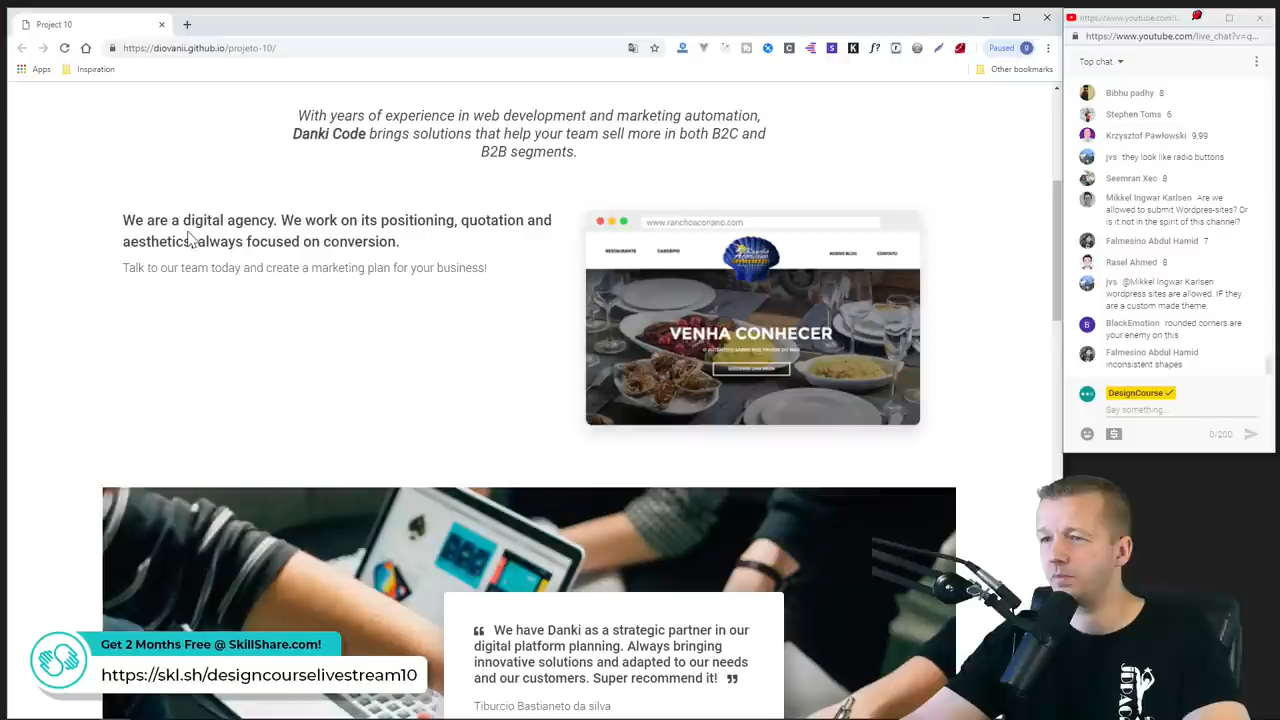 Project 10
https://diovanii.github.io/projeto-10/
Paused
Apps
Inspiration
Other bookmarks
With years of experience in web development and marketing automation,
Danki Code brings solutions that help your team sell more in both B2C and
B2B segments.
We are a digital agency. We work on its positioning, quotation and
aesthetics, always focused on conversion.
Talk to our team today and create a marketing plan for your business!
www.ranchoacoriano.com
RESTAURANTE
CARDÁPIO
NOSSO BLOG
CONTATO
VENHA CONHECER
❝ We have Danki as a strategic partner in our
digital platform planning. Always bringing
innovative solutions and adapted to our needs
and our customers. Super recommend it! ❞
Tiburcio Bastianeto da silva
Get 2 Months Free @ SkillShare.com!
https://skl.sh/designcourselivestream10
https://www.youtube.com/l...
https://www.youtube.com/live_chat?v=q...
Top chat
Bibhu padhy 8
Stephen Toms 6
Krzysztof Pawłowski 9,99
jvs they look like radio buttons
Seemran Xec 8
Mikkel Ingwar Karlsen Are we
allowed to submit Wordpres-sites? Or
is it not in the spirit of this channel?
Falmesino Abdul Hamid 7
Rasel Ahmed 8
jvs @Mikkel Ingwar Karlsen
wordpress sites are allowed. IF they
are a custom made theme.
BlackEmotion rounded corners are
your enemy on this
Falmesino Abdul Hamid
inconsistent shapes
DesignCourse
Say something...
0/200